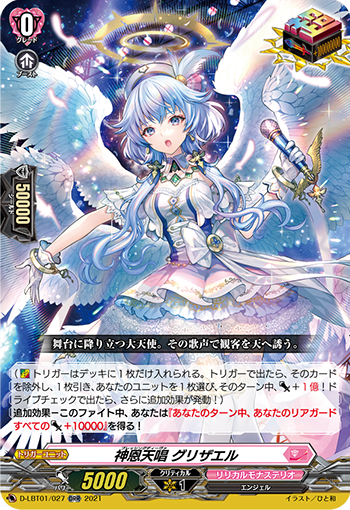 0
グレード
ブースト
50000
シールド
舞台に降り立つ大天使。その歌声で観客を天へ誘う。
トリガーはデッキに１枚だけ入れられる。トリガーで出たら、そのカード
を除外し、１枚引き、あなたのユニットを１枚選び、そのターン中、＋１億！ド
ライブチェックで出たら、さらに追加効果が発動！）
追加効果ーこのファイト中、あなたは『あなたのターン中、あなたのリアガード
すべての＋10000』を得る！
トリガーユニット
神恩天唱 グリザエル
リリカルモナステリオ
パワー
5000
クリティカル
1
エンジェル
D-LBT01/027 2021
イラスト／ひと和